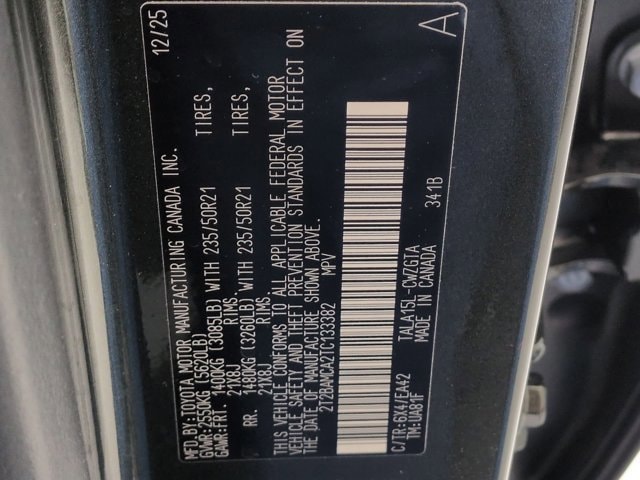 MFD.BY:TOYOTA MOTOR MANUFACTURING CANADA INC. 12/25
GVWR:2550KG (5620LB)
GAWR:FRT. 1400KG (3085LB) WITH 235/50R21 TIRES,
21X8J RIMS
RR. 1480KG (3260LB) WITH 235/50R21 TIRES,
21X8J RIMS
THIS VEHICLE CONFORMS TO ALL APPLICABLE FEDERAL MOTOR
VEHICLE SAFETY AND THEFT PREVENTION STANDARDS IN EFFECT ON
THE DATE OF MANUFACTURE SHOWN ABOVE.
2T2BAMCA2TC133382 MPV
C/TR:6X4/EA42 TALA15L-CWZGTA 341B
TM:UAB1F MADE IN CANADA
A